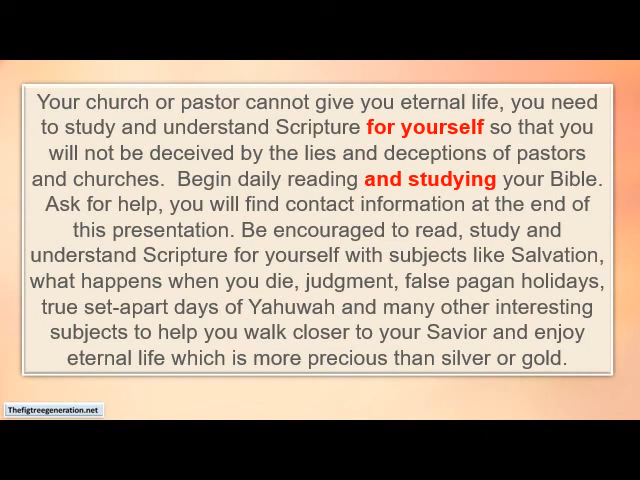 Your church or pastor cannot give you eternal life, you need
to study and understand Scripture for yourself so that you
will not be deceived by the lies and deceptions of pastors
and churches.  Begin daily reading and studying your Bible.
Ask for help, you will find contact information at the end of
this presentation. Be encouraged to read, study and
understand Scripture for yourself with subjects like Salvation,
what happens when you die, judgment, false pagan holidays,
true set-apart days of Yahuwah and many other interesting
subjects to help you walk closer to your Savior and enjoy
eternal life which is more precious than silver or gold.
Thefigtreegeneration.net